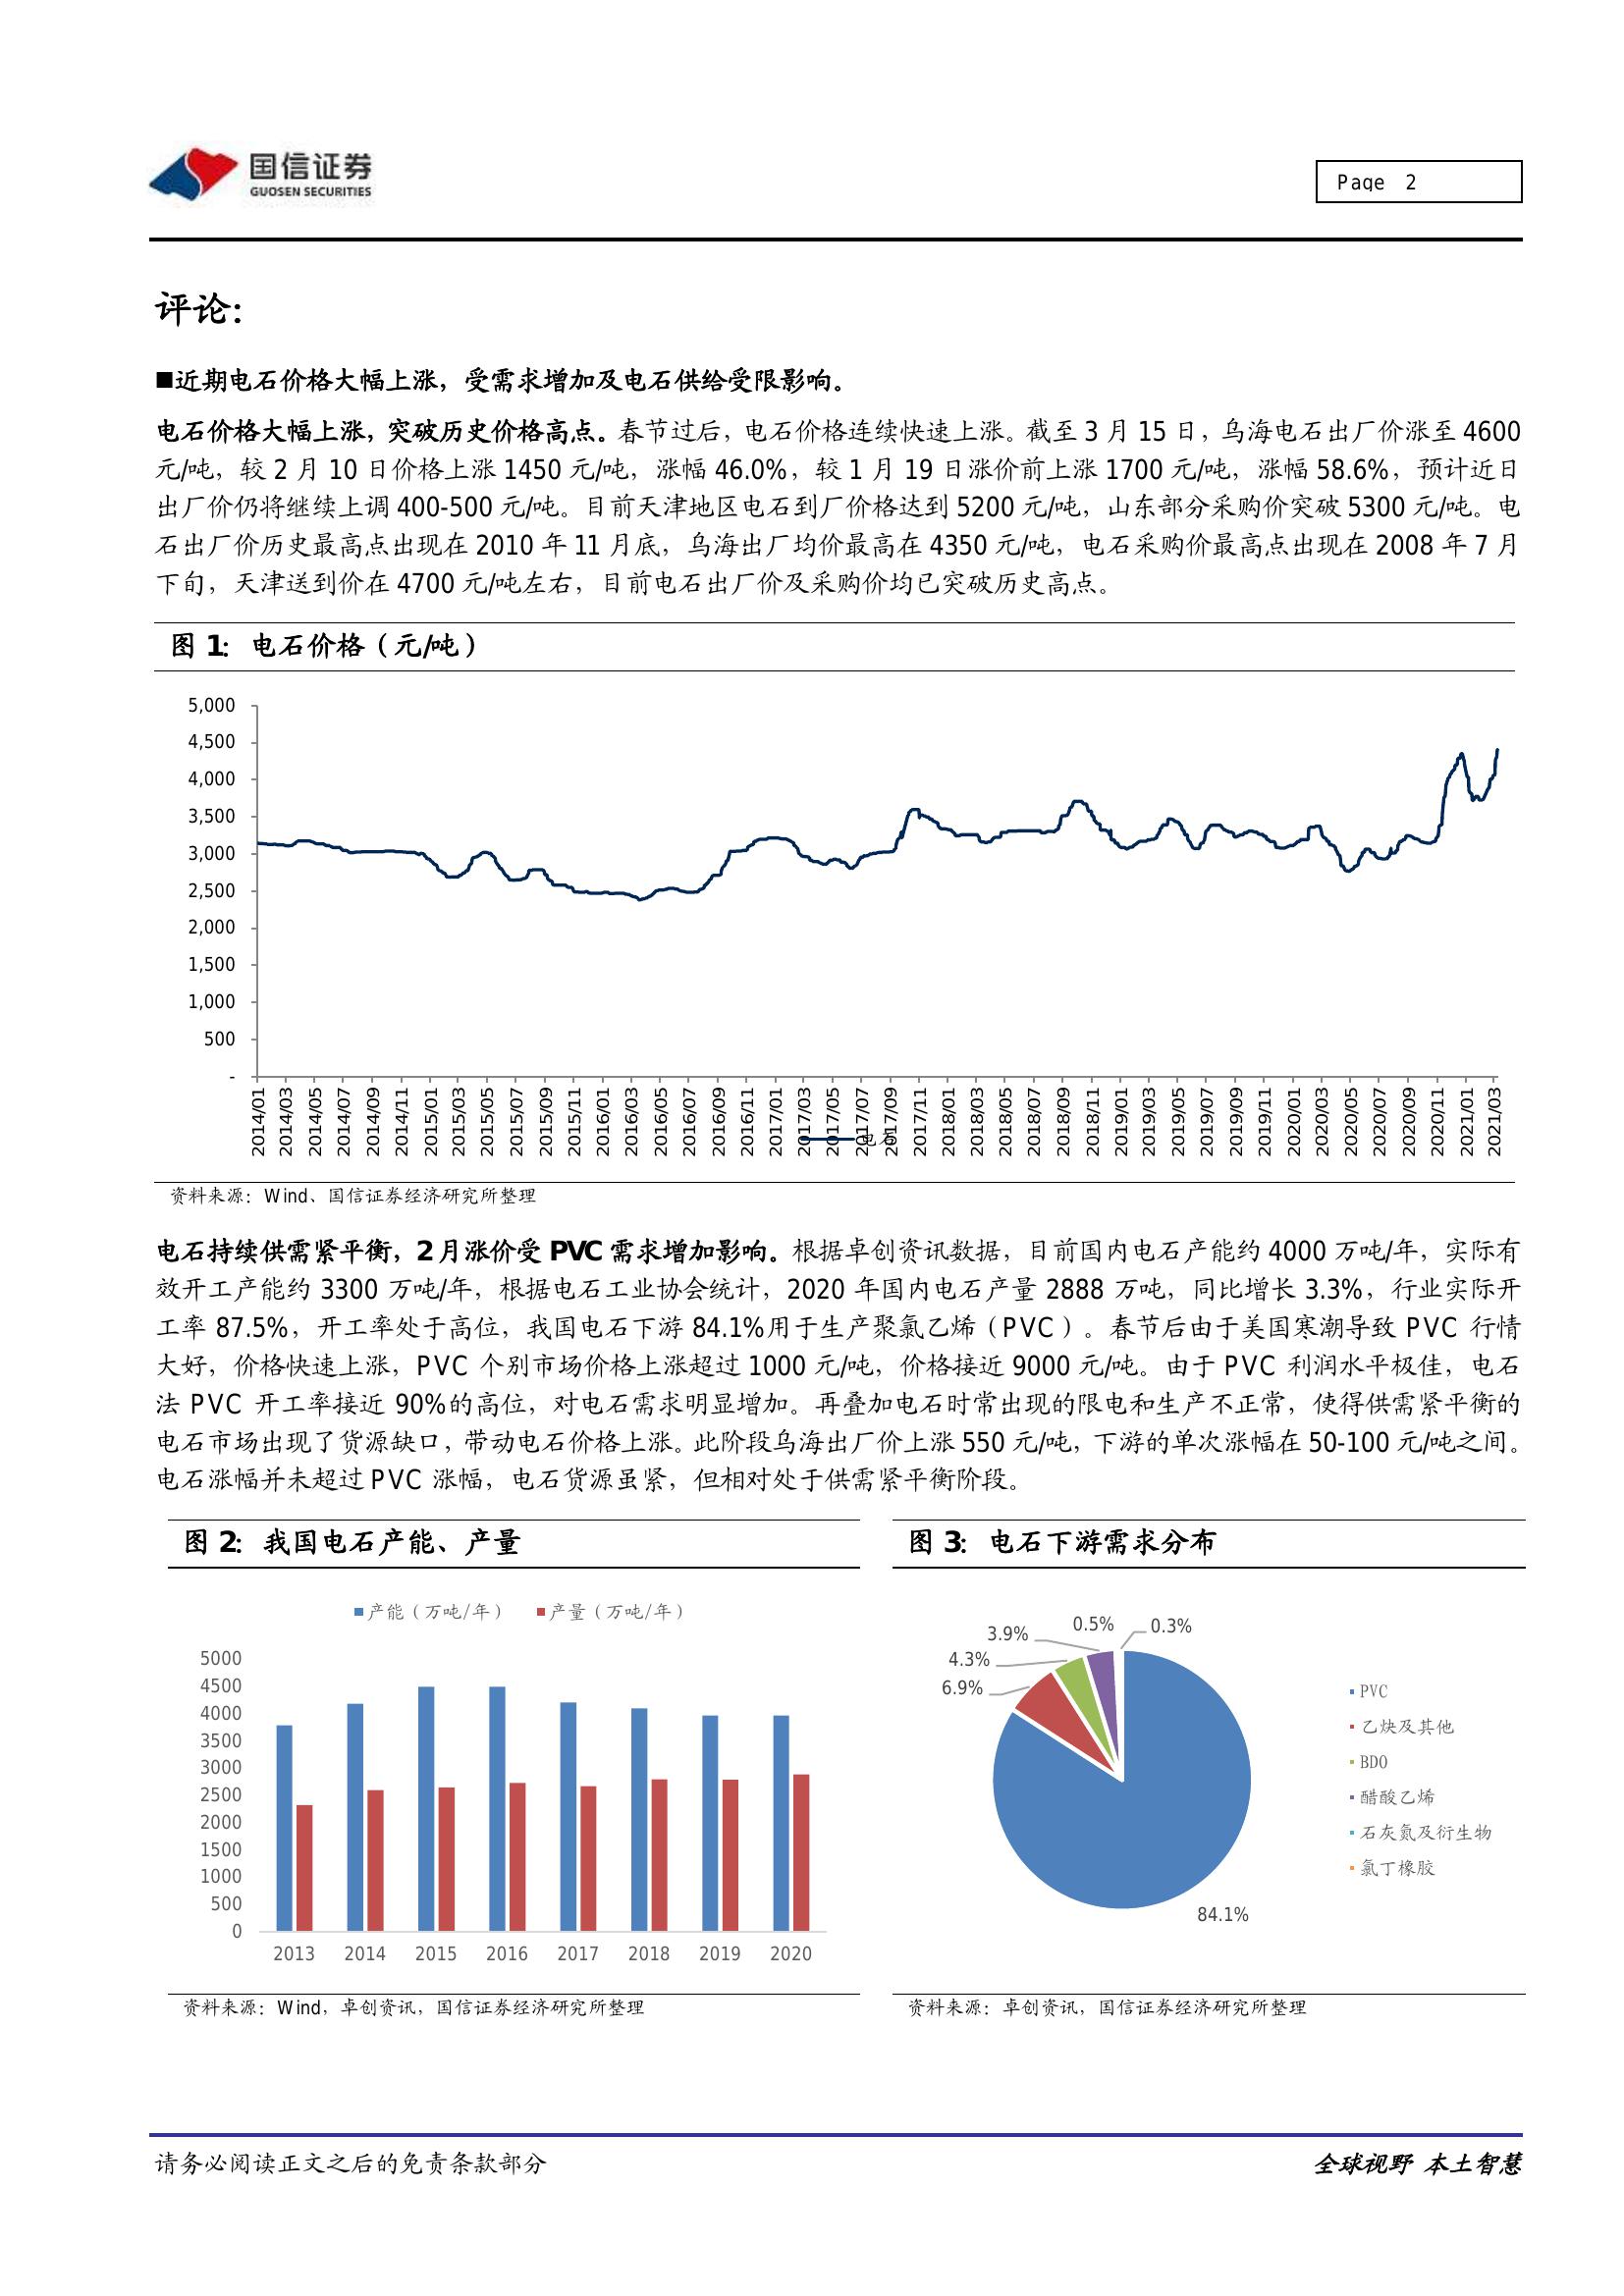 国信证券
GUOSEN SECURITIES
Page 2
评论：
■近期电石价格大幅上涨，受需求增加及电石供给受限影响。
电石价格大幅上涨，突破历史价格高点。春节过后，电石价格连续快速上涨。截至 3 月 15 日，乌海电石出厂价涨至 4600
元/吨，较 2 月 10 日价格上涨 1450 元/吨，涨幅 46.0%，较 1 月 19 日涨价前上涨 1700 元/吨，涨幅 58.6%，预计近日
出厂价仍将继续上调 400-500 元/吨。目前天津地区电石到厂价格达到 5200 元/吨，山东部分采购价突破 5300 元/吨。电
石出厂价历史最高点出现在 2010 年 11 月底，乌海出厂均价最高在 4350 元/吨，电石采购价最高点出现在 2008 年 7 月
下旬，天津送到价在 4700 元/吨左右，目前电石出厂价及采购价均已突破历史高点。
图 1：电石价格（元/吨）
5,000
4,500
4,000
3,500
3,000
2,500
2,000
1,500
1,000
500
-
2014/01 2014/03 2014/05 2014/07 2014/09 2014/11 2015/01 2015/03 2015/05 2015/07 2015/09 2015/11 2016/01 2016/03 2016/05 2016/07 2016/09 2016/11 2017/01 2017/03 2017/05 2017/07 2017/09 2017/11 2018/01 2018/03 2018/05 2018/07 2018/09 2018/11 2019/01 2019/03 2019/05 2019/07 2019/09 2019/11 2020/01 2020/03 2020/05 2020/07 2020/09 2020/11 2021/01 2021/03
电石
资料来源：Wind、国信证券经济研究所整理
电石持续供需紧平衡，2 月涨价受 PVC 需求增加影响。根据卓创资讯数据，目前国内电石产能约 4000 万吨/年，实际有
效开工产能约 3300 万吨/年，根据电石工业协会统计，2020 年国内电石产量 2888 万吨，同比增长 3.3%，行业实际开
工率 87.5%，开工率处于高位，我国电石下游 84.1%用于生产聚氯乙烯（PVC）。春节后由于美国寒潮导致 PVC 行情
大好，价格快速上涨，PVC 个别市场价格上涨超过 1000 元/吨，价格接近 9000 元/吨。由于 PVC 利润水平极佳，电石
法 PVC 开工率接近 90%的高位，对电石需求明显增加。再叠加电石时常出现的限电和生产不正常，使得供需紧平衡的
电石市场出现了货源缺口，带动电石价格上涨。此阶段乌海出厂价上涨 550 元/吨，下游的单次涨幅在 50-100 元/吨之间。
电石涨幅并未超过 PVC 涨幅，电石货源虽紧，但相对处于供需紧平衡阶段。
图 2：我国电石产能、产量
产能（万吨/年） 产量（万吨/年）
5000
4500
4000
3500
3000
2500
2000
1500
1000
500
0
2013 2014 2015 2016 2017 2018 2019 2020
资料来源：Wind，卓创资讯，国信证券经济研究所整理
图 3：电石下游需求分布
0.5% 0.3%
3.9%
4.3%
6.9%
84.1%
PVC
乙炔及其他
BDO
醋酸乙烯
石灰氮及衍生物
氯丁橡胶
资料来源：卓创资讯，国信证券经济研究所整理
请务必阅读正文之后的免责条款部分
全球视野 本土智慧